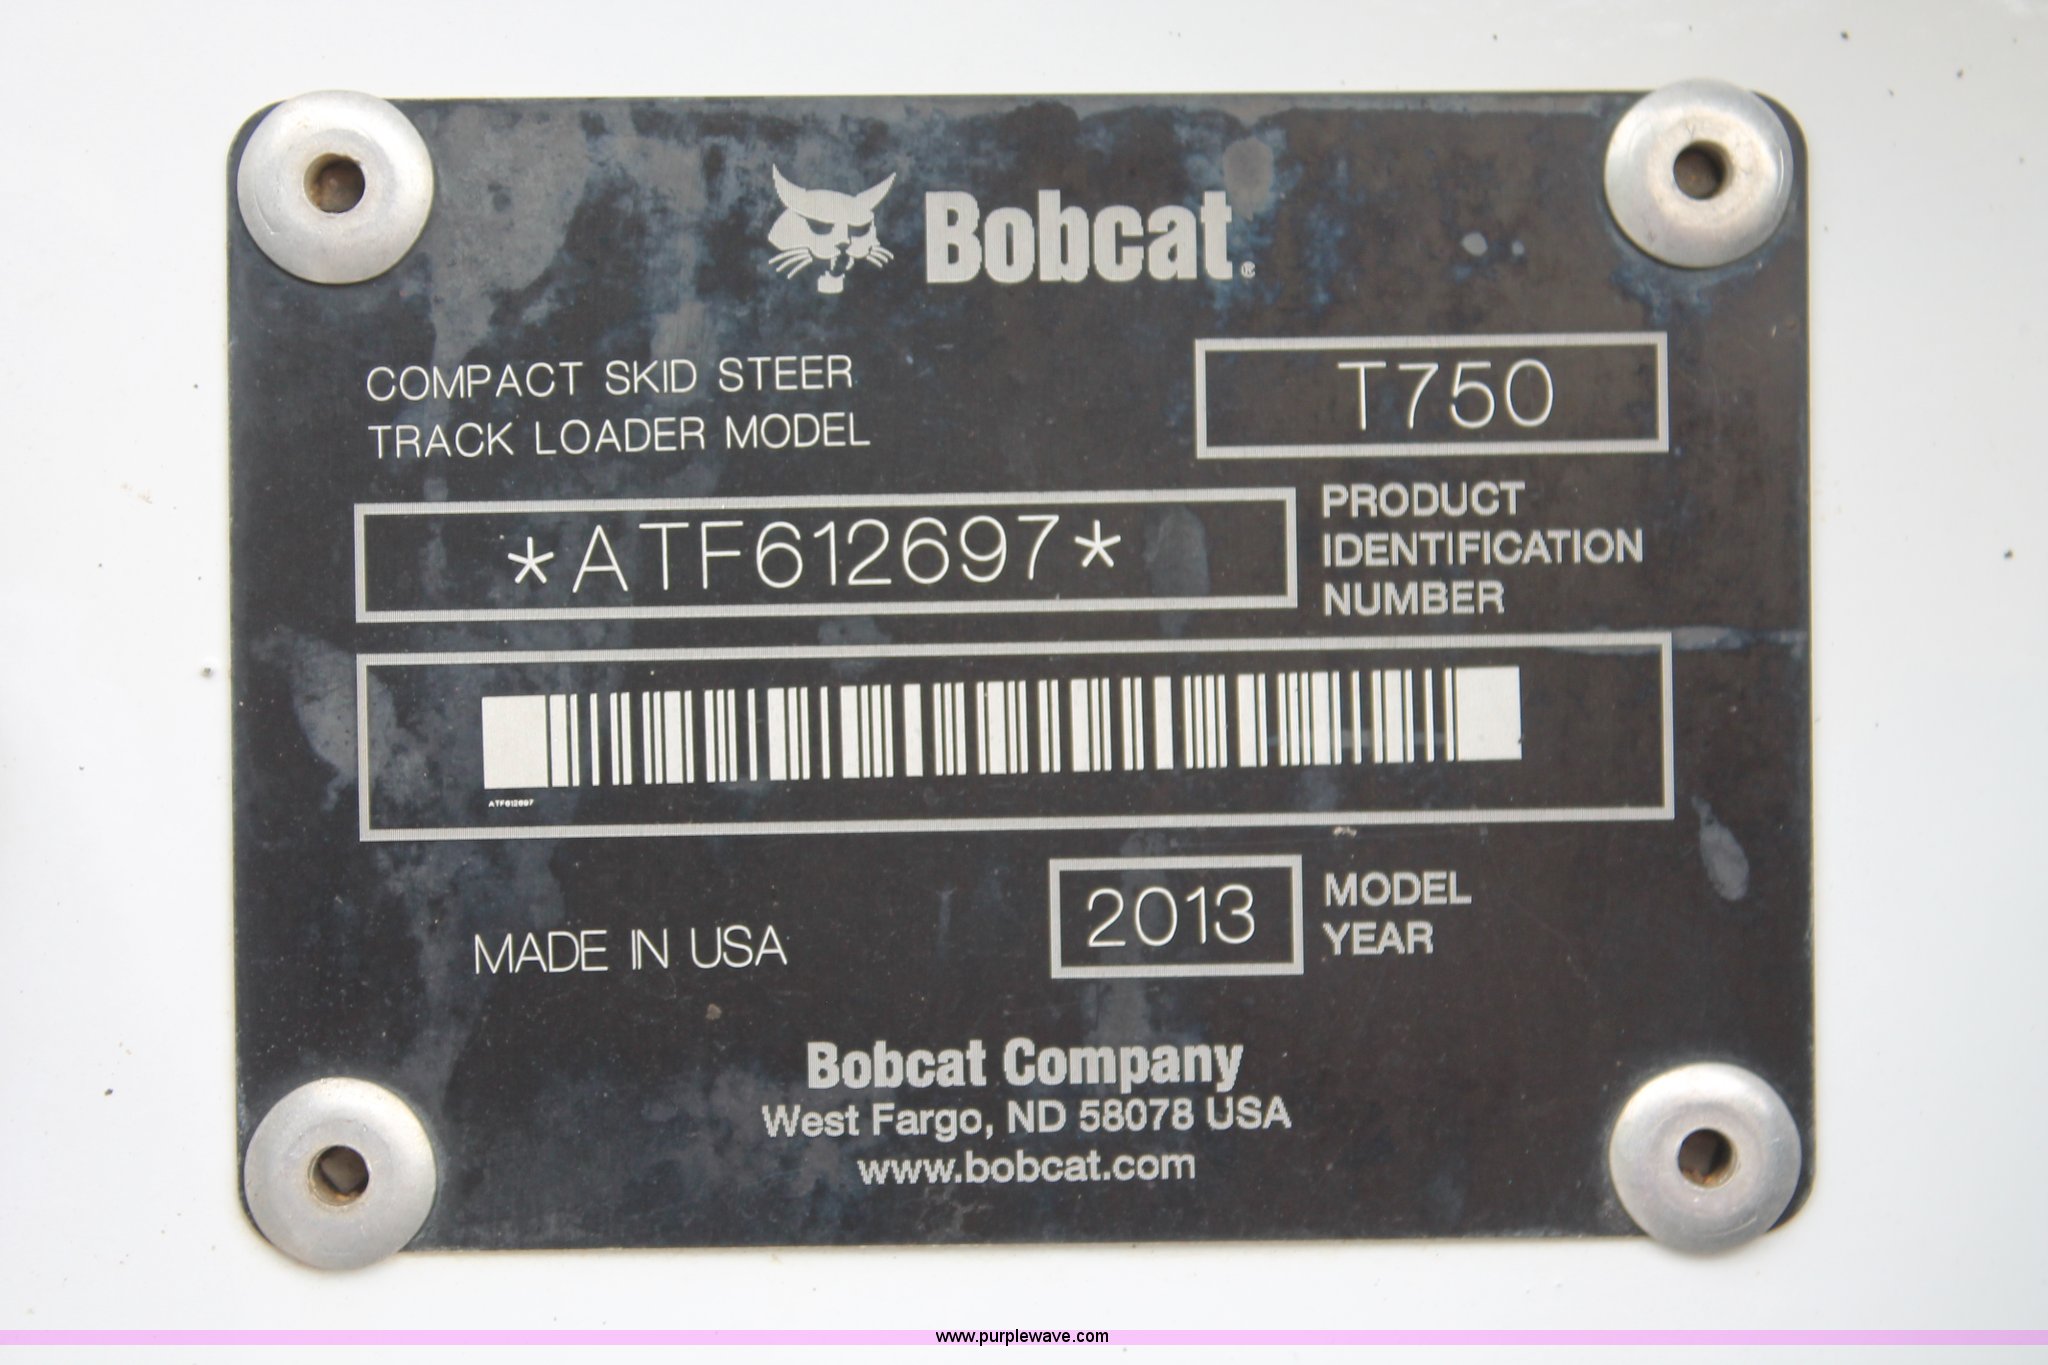 Bobcat®
COMPACT SKID STEER
TRACK LOADER MODEL
T750
*ATF612697*
PRODUCT
IDENTIFICATION
NUMBER
ATF612697
2013
MODEL
YEAR
MADE IN USA
Bobcat Company
West Fargo, ND 58078 USA
www.bobcat.com
www.purplewave.com